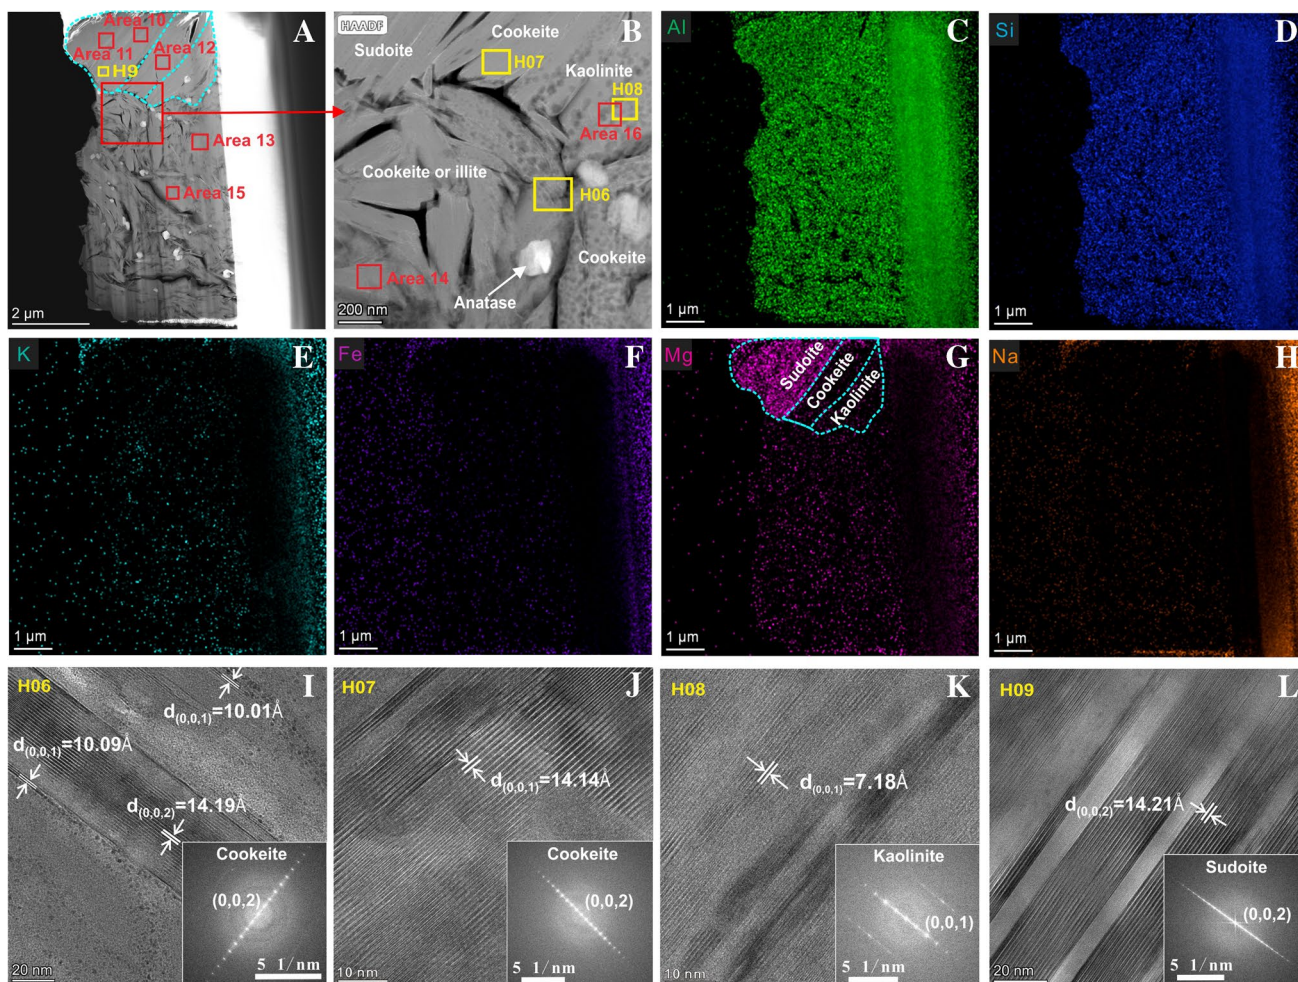 A
Area 10
Area 11
Area 12
H9
Area 13
Area 15
2 µm
HAADF
B
Sudoite
Cookeite
H07
Kaolinite
H08
Area 16
Cookeite or illite
H06
Cookeite
Area 14
Anatase
200 nm
Al
C
1 µm
Si
D
1 µm
K
E
1 µm
Fe
F
1 µm
Mg
G
Sudoite
Cookeite
Kaolinite
1 µm
Na
H
1 µm
H06
I
d(0,0,1)=10.01Å
d(0,0,1)=10.09Å
d(0,0,2)=14.19Å
Cookeite
(0,0,2)
5 1/nm
20 nm
H07
J
d(0,0,1)=14.14Å
Cookeite
(0,0,2)
5 1/nm
10 nm
H08
K
d(0,0,1)=7.18Å
Kaolinite
(0,0,1)
5 1/nm
10 nm
H09
L
d(0,0,2)=14.21Å
Sudoite
(0,0,2)
5 1/nm
20 nm